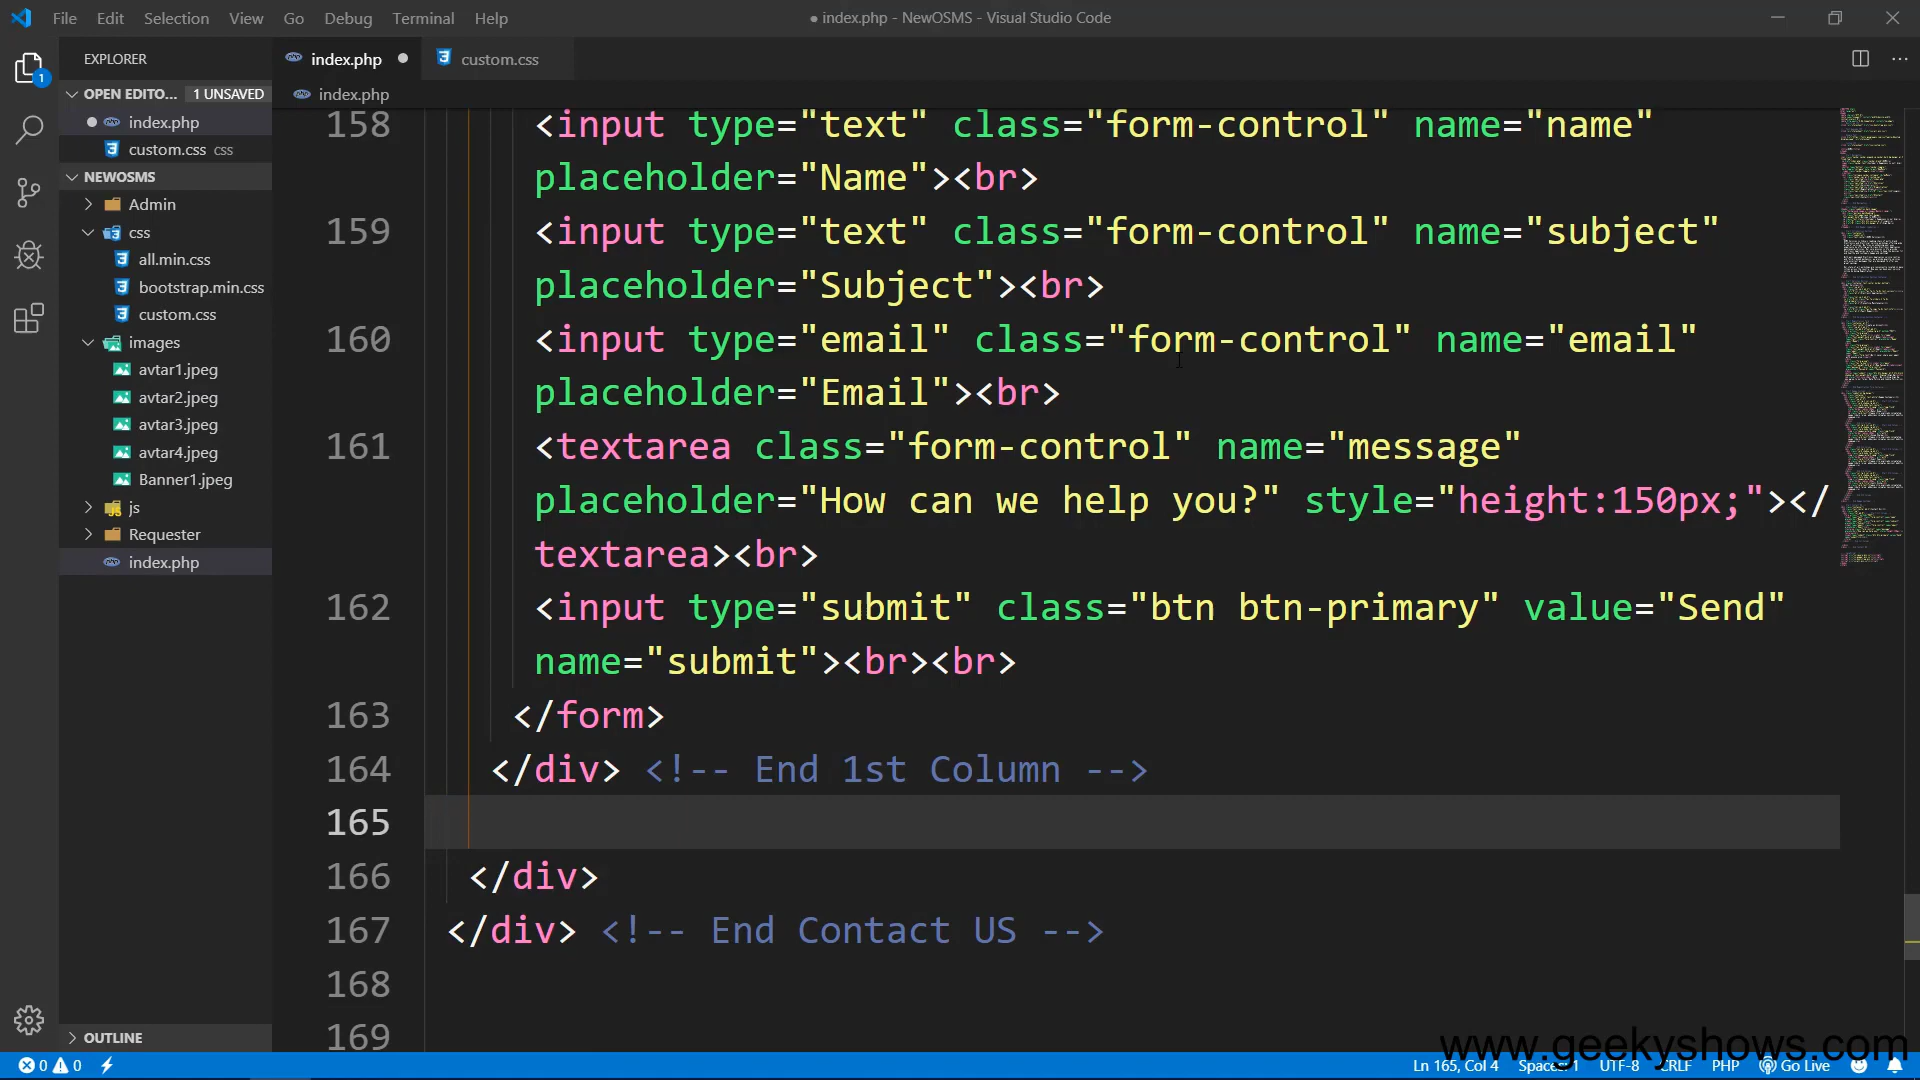 File Edit Selection View Go Debug Terminal Help
● index.php - NewOSMS - Visual Studio Code
EXPLORER
OPEN EDITO... 1 UNSAVED
index.php
custom.css css
NEWOSMS
Admin
css
all.min.css
bootstrap.min.css
custom.css
images
avtar1.jpeg
avtar2.jpeg
avtar3.jpeg
avtar4.jpeg
Banner1.jpeg
js
Requester
index.php
OUTLINE
1
index.php custom.css
index.php
158 <input type="text" class="form-control" name="name"
placeholder="Name"><br>
159 <input type="text" class="form-control" name="subject"
placeholder="Subject"><br>
160 <input type="email" class="form-control" name="email"
placeholder="Email"><br>
161 <textarea class="form-control" name="message"
placeholder="How can we help you?" style="height:150px;"></
textarea><br>
162 <input type="submit" class="btn btn-primary" value="Send"
name="submit"><br><br>
163 </form>
164 </div> <!-- End 1st Column -->
165
166 </div>
167 </div> <!-- End Contact US -->
168
169
www.geekyshows.com
0 0 Ln 165, Col 4 Spaces: 1 UTF-8 CRLF PHP Go Live